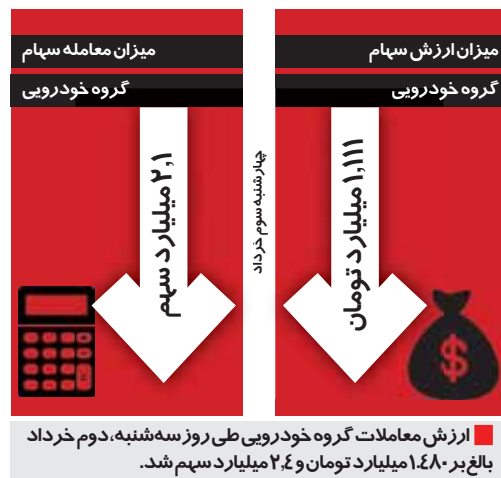 میزان ارزش سهام
گروه خودرویی
۱,۱۱۱ میلیارد تومان
چهارشنبه سوم خرداد
میزان معامله سهام
گروه خودرویی
۲,۱ میلیارد سهم
$
ارزش معاملات گروه خودرویی طی روز سه‌شنبه، دوم خرداد
بالغ بر ۱.٤۸۰ میلیارد تومان و ۲,٤ میلیارد سهم شد.